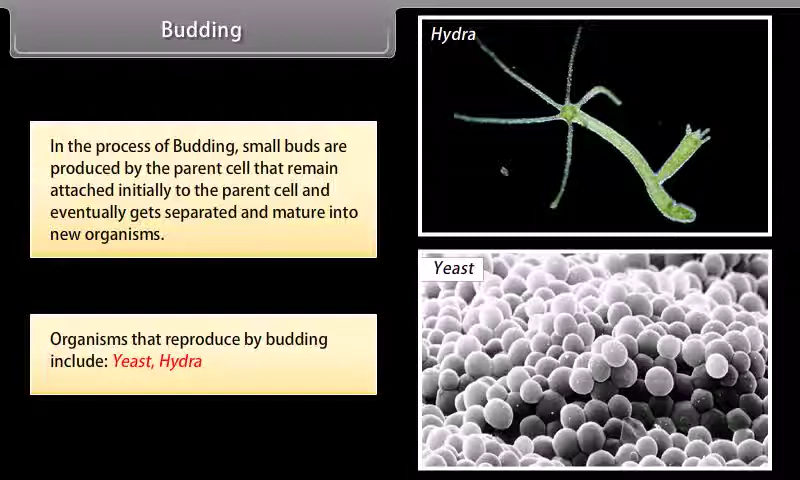 Budding
In the process of Budding, small buds are
produced by the parent cell that remain
attached initially to the parent cell and
eventually gets separated and mature into
new organisms.
Organisms that reproduce by budding
include: Yeast, Hydra
Hydra
Yeast